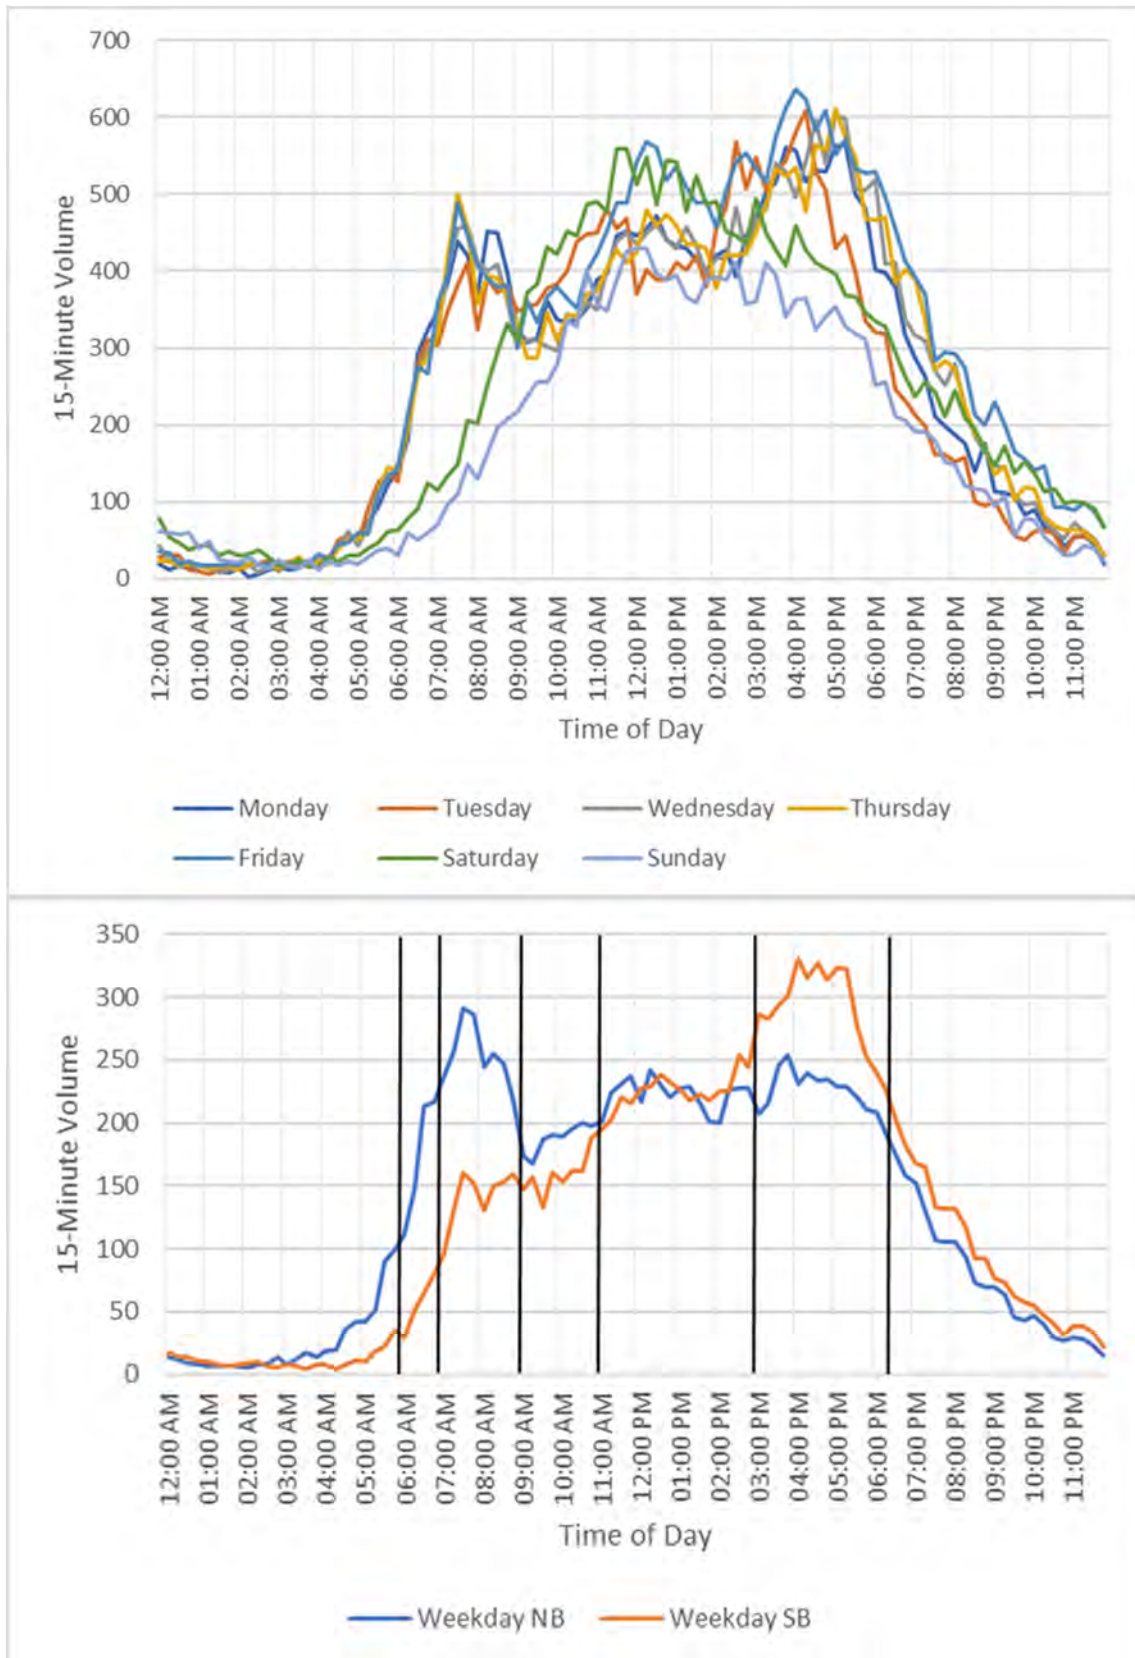 700
600
500
400
300
200
100
0
15-Minute Volume
12:00 AM
01:00 AM
02:00 AM
03:00 AM
04:00 AM
05:00 AM
06:00 AM
07:00 AM
08:00 AM
09:00 AM
10:00 AM
11:00 AM
12:00 PM
01:00 PM
02:00 PM
03:00 PM
04:00 PM
05:00 PM
06:00 PM
07:00 PM
08:00 PM
09:00 PM
10:00 PM
11:00 PM
Time of Day
Monday Tuesday Wednesday Thursday
Friday Saturday Sunday
350
300
250
200
150
100
50
0
15-Minute Volume
12:00 AM
01:00 AM
02:00 AM
03:00 AM
04:00 AM
05:00 AM
06:00 AM
07:00 AM
08:00 AM
09:00 AM
10:00 AM
11:00 AM
12:00 PM
01:00 PM
02:00 PM
03:00 PM
04:00 PM
05:00 PM
06:00 PM
07:00 PM
08:00 PM
09:00 PM
10:00 PM
11:00 PM
Time of Day
Weekday NB Weekday SB